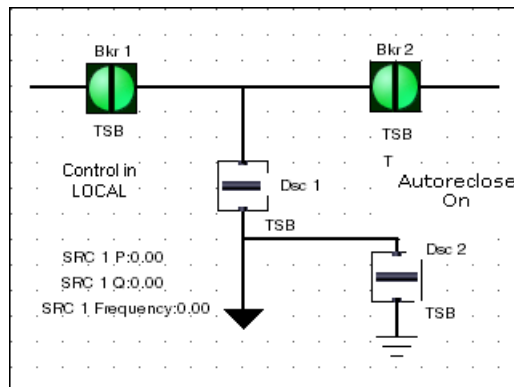 Bkr 1
Bkr 2
TSB
TSB
T
Control in
LOCAL
Dsc 1
Autoreclose
On
TSB
SRC 1 P:0.00
SRC 1 Q:0.00
SRC 1 Frequency:0.00
Dsc 2
TSB